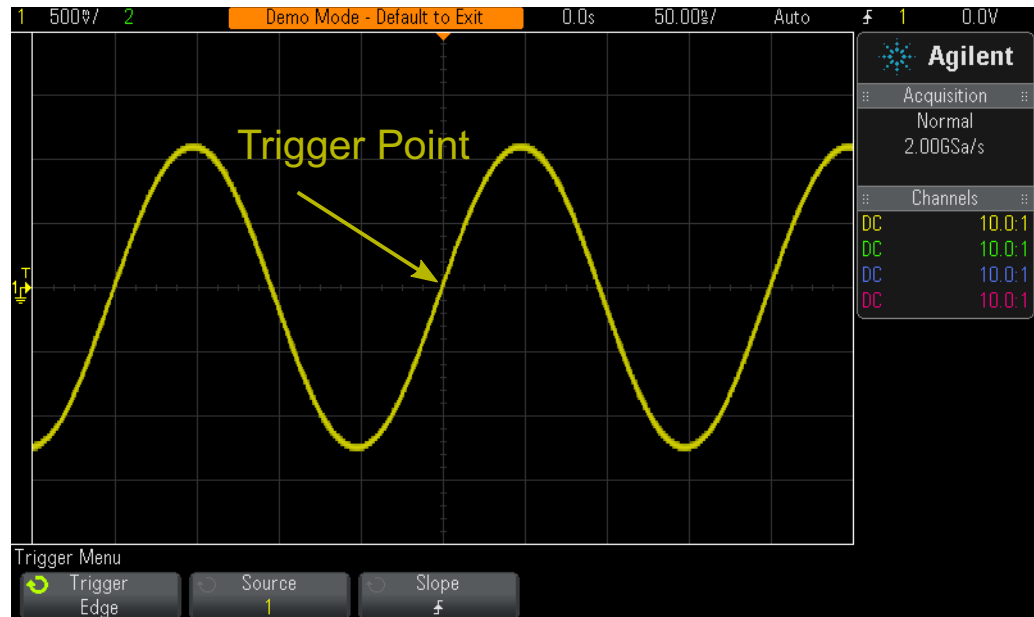 1 500mV/ 2 Demo Mode - Default to Exit 0.0s 50.00ns/ Auto 1 0.0V
Agilent
Acquisition
Normal
2.00GSa/s
Channels
DC 10.0:1
DC 10.0:1
DC 10.0:1
DC 10.0:1
Trigger Point
T
1
Trigger Menu
Trigger
Edge
Source
1
Slope